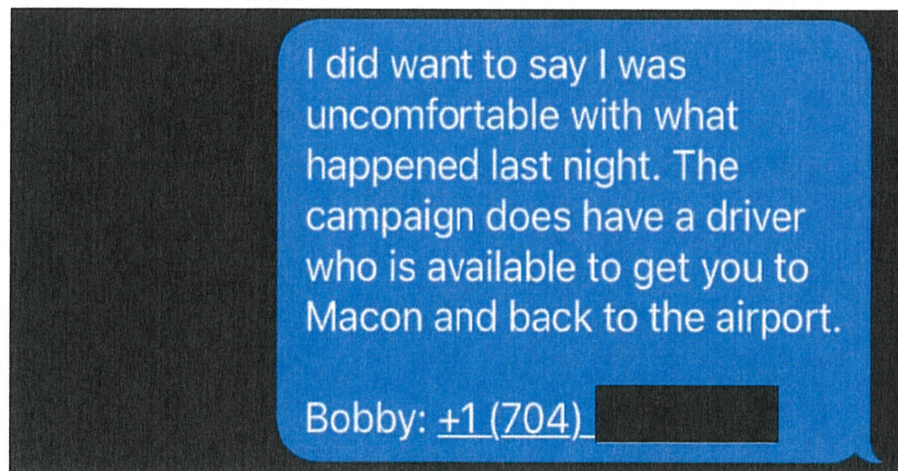 I did want to say I was
uncomfortable with what
happened last night. The
campaign does have a driver
who is available to get you to
Macon and back to the airport.
Bobby: +1 (704)